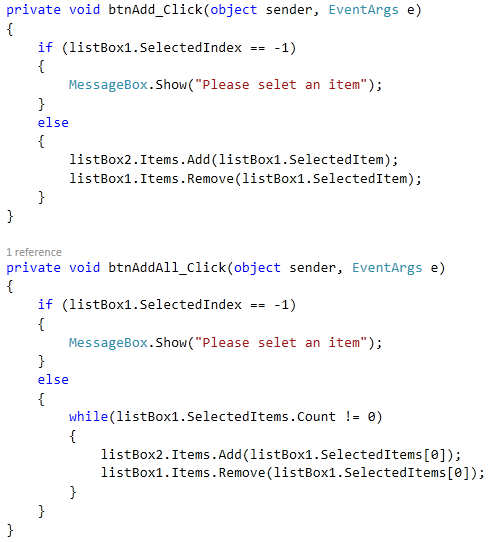 private void btnAdd_Click(object sender, EventArgs e)
{
    if (listBox1.SelectedIndex == -1)
    {
        MessageBox.Show("Please selet an item");
    }
    else
    {
        listBox2.Items.Add(listBox1.SelectedItem);
        listBox1.Items.Remove(listBox1.SelectedItem);
    }
}
1 reference
private void btnAddAll_Click(object sender, EventArgs e)
{
    if (listBox1.SelectedIndex == -1)
    {
        MessageBox.Show("Please selet an item");
    }
    else
    {
        while(listBox1.SelectedItems.Count != 0)
        {
            listBox2.Items.Add(listBox1.SelectedItems[0]);
            listBox1.Items.Remove(listBox1.SelectedItems[0]);
        }
    }
}